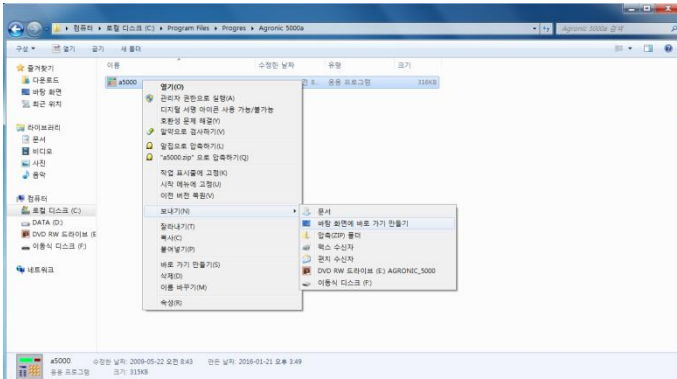 컴퓨터 ▸ 로컬 디스크 (C:) ▸ Program Files ▸ Progres ▸ Agronic 5000a
Agronic 5000a 검색
구성 열기 굽기 새 폴더
이름 수정한 날짜 유형 크기
즐겨찾기
다운로드
바탕 화면
최근 위치
라이브러리
문서
비디오
사진
음악
컴퓨터
로컬 디스크 (C:)
DATA (D:)
DVD RW 드라이브 (E
이동식 디스크 (F:)
네트워크
a5000 응용 프로그램 316KB
열기(O)
관리자 권한으로 실행(A)
디지털 서명 아이콘 사용 가능/불가능
호환성 문제 해결(Y)
알약으로 검사하기(V)
알집으로 압축하기(L)
"a5000.zip" 으로 압축하기(Q)
작업 표시줄에 고정(K)
시작 메뉴에 고정(U)
이전 버전 복원(V)
보내기(N)
잘라내기(T)
복사(C)
붙여넣기(P)
바로 가기 만들기(S)
삭제(D)
이름 바꾸기(M)
속성(R)
문서
바탕 화면에 바로 가기 만들기
압축(ZIP) 폴더
팩스 수신자
편지 수신자
DVD RW 드라이브 (E:) AGRONIC_5000
이동식 디스크 (F:)
a5000 수정한 날짜: 2009-05-22 오전 8:43 만든 날짜: 2016-01-21 오후 3:49
응용 프로그램 크기: 315KB